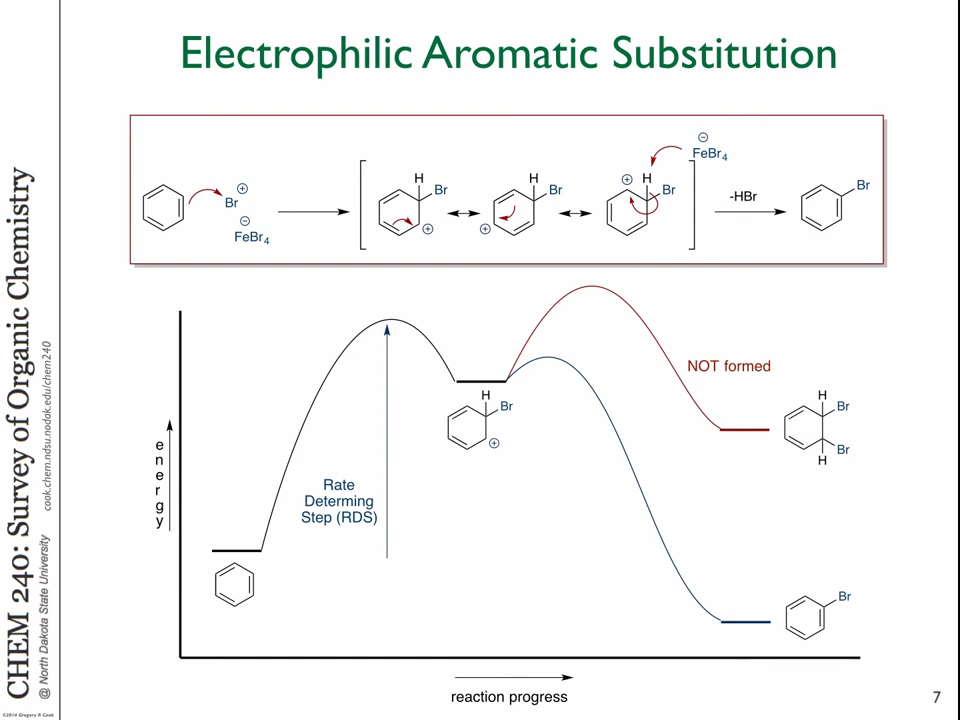 Electrophilic Aromatic Substitution
CHEM 240: Survey of Organic Chemistry
@ North Dakota State University
cook.chem.ndsu.nodak.edu/chem240
©2014 Gregory R Cook
Br
⊕
⊖
FeBr4
H
Br
⊕
H
Br
⊕
⊕
H
Br
⊖
FeBr4
-HBr
Br
energy
Rate
Determing
Step (RDS)
H
Br
⊕
NOT formed
H
Br
Br
H
Br
reaction progress
7